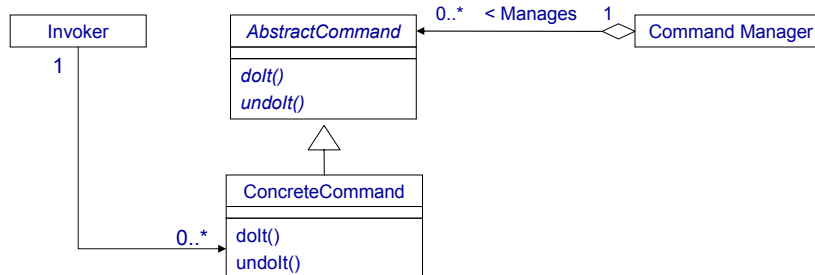 Invoker
AbstractCommand
0..* < Manages 1
Command Manager
1
doIt()
undoIt()
ConcreteCommand
0..*
doIt()
undoIt()